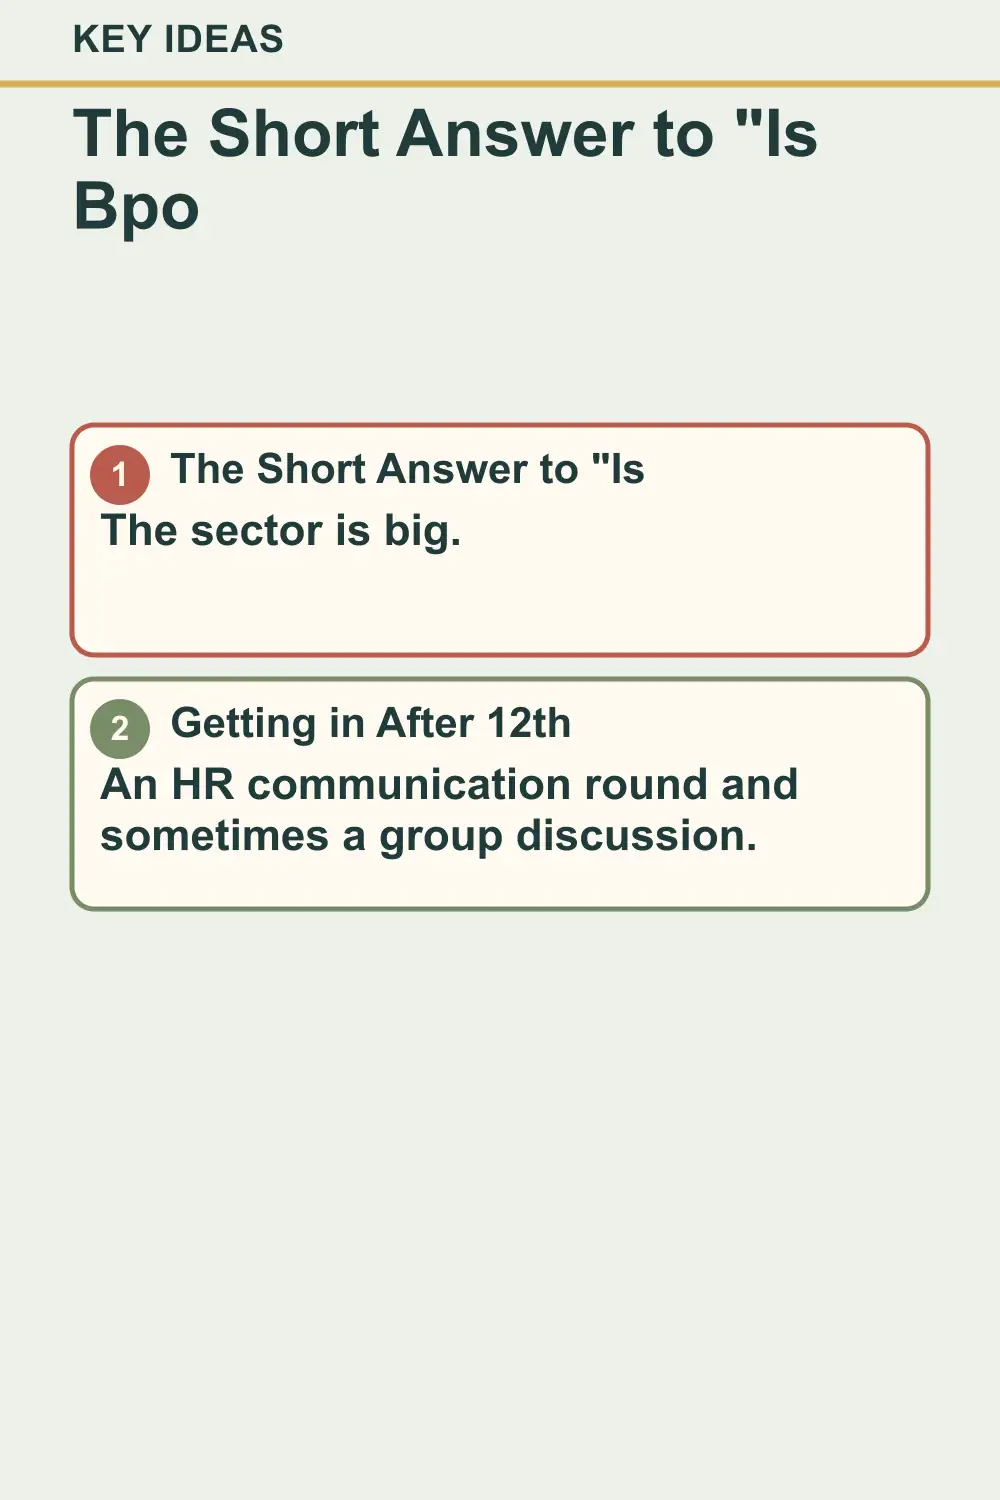 KEY IDEAS
The Short Answer to "Is
Bpo
1 The Short Answer to "Is
The sector is big.
2 Getting in After 12th
An HR communication round and
sometimes a group discussion.